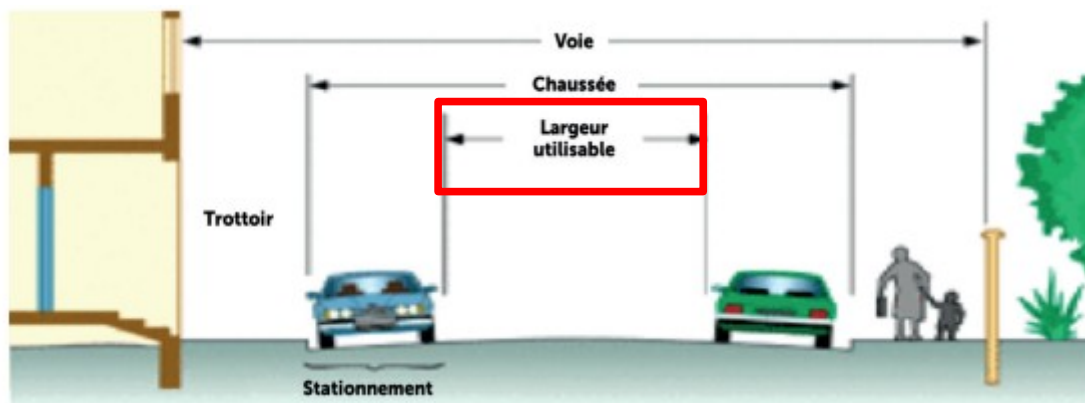 Voie
Chaussée
Largeur
utilisable
Trottoir
Stationnement